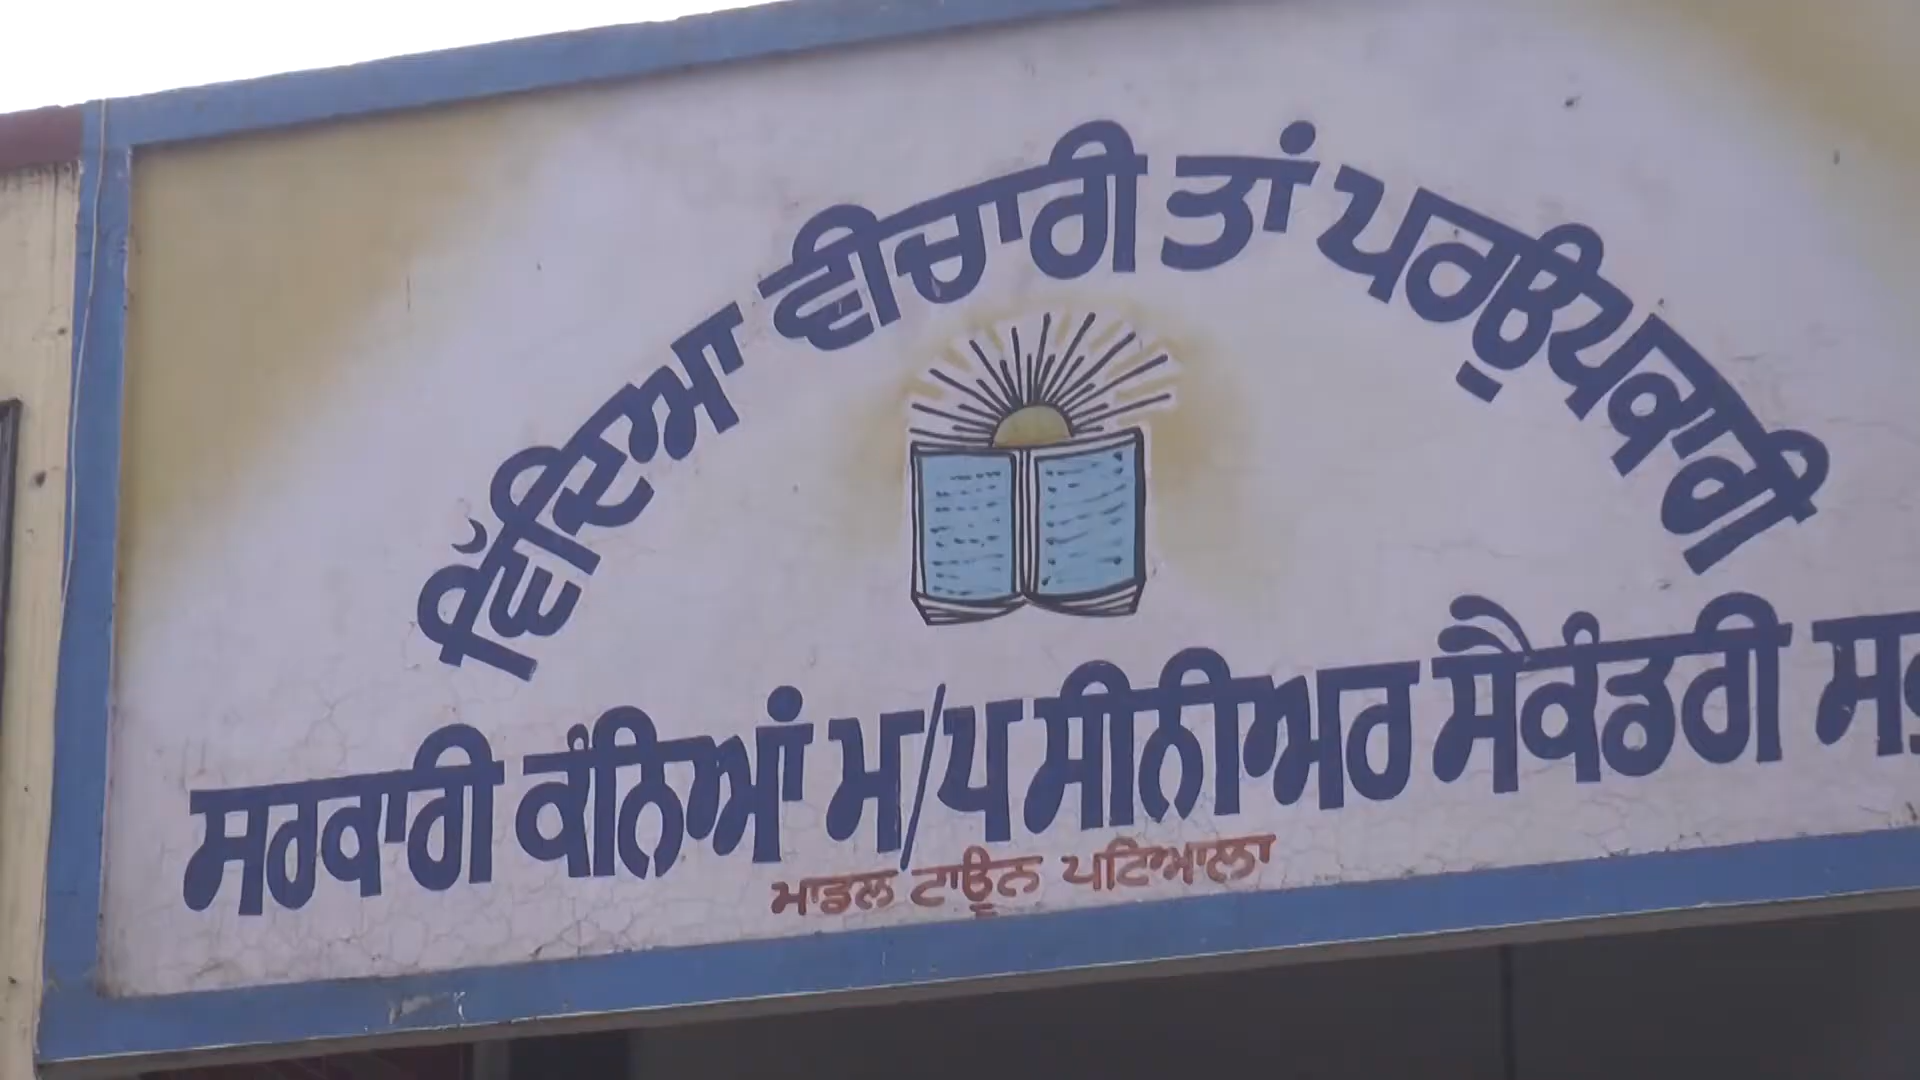 ਵਿੱਦਿਆ ਵੀਚਾਰੀ ਤਾਂ ਪਰਉਪਕਾਰੀ
ਸਰਕਾਰੀ ਕੰਨਿਆਂ ਮ/ਪ ਸੀਨੀਅਰ ਸੈਕੰਡਰੀ
ਮਾਡਲ ਟਾਊਨ ਪਟਿਆਲਾ